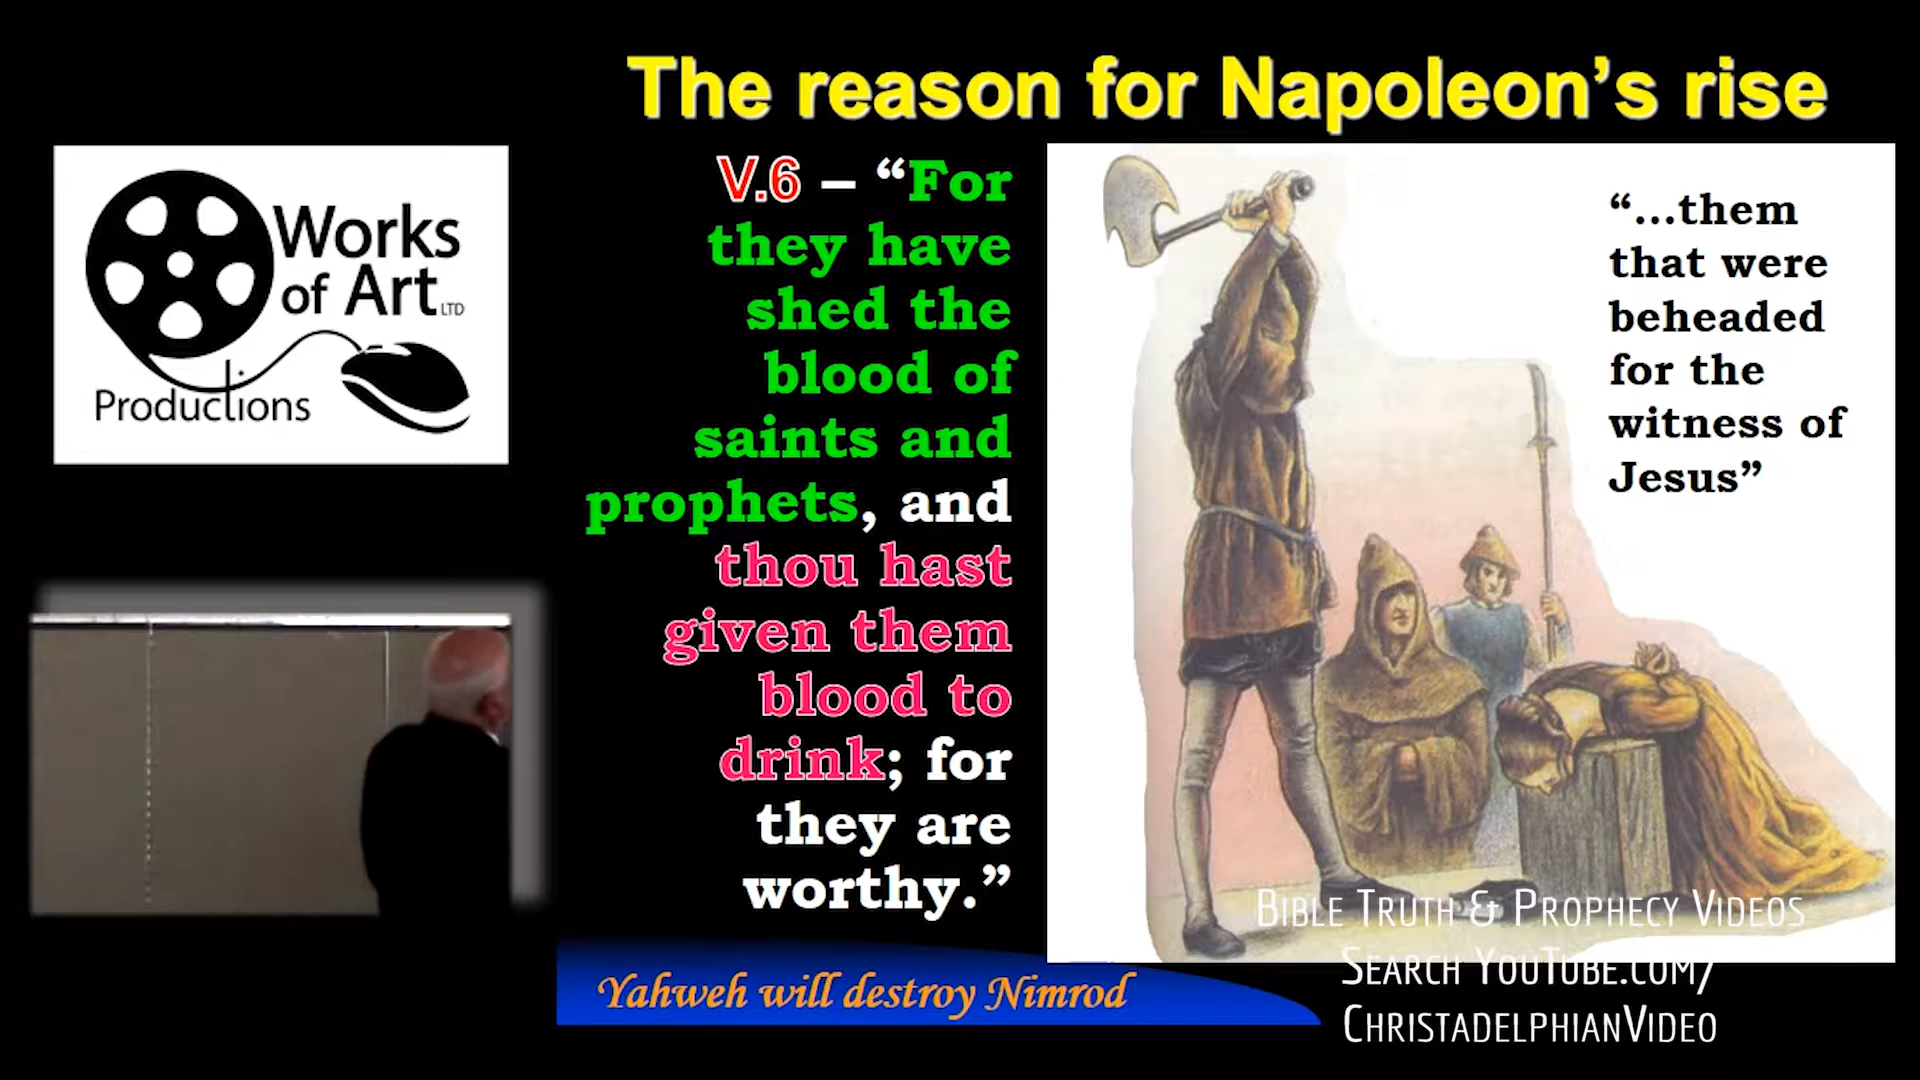 The reason for Napoleon’s rise
Works
of Art LTD
Productions
V.6 – “For
they have
shed the
blood of
saints and
prophets, and
thou hast
given them
blood to
drink; for
they are
worthy.”
“...them
that were
beheaded
for the
witness of
Jesus”
Yahweh will destroy Nimrod
Bible Truth & Prophecy Videos
Search YouTube.com/
ChristadelphianVideo